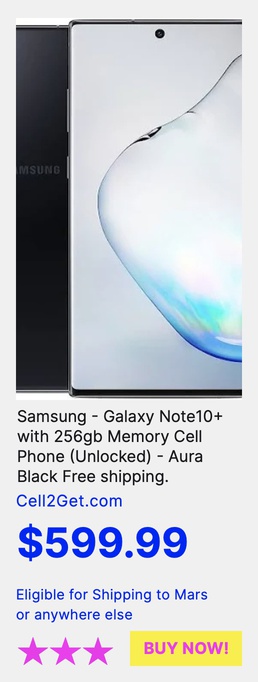 AMSUNG
Samsung - Galaxy Note10+
with 256gb Memory Cell
Phone (Unlocked) - Aura
Black Free shipping.
Cell2Get.com
$599.99
Eligible for Shipping to Mars
or anywhere else
BUY NOW!